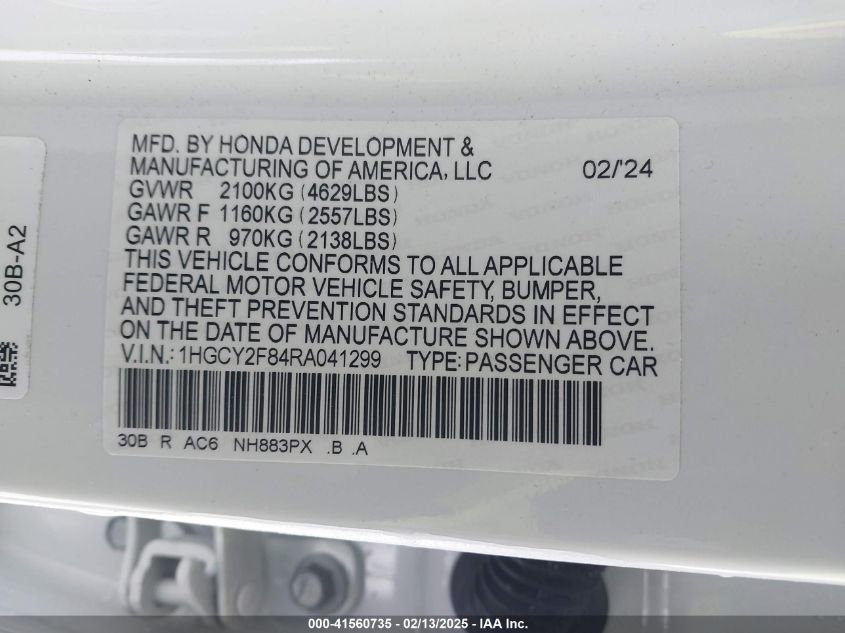 MFD. BY HONDA DEVELOPMENT &
MANUFACTURING OF AMERICA, LLC 02/'24
GVWR 2100KG (4629LBS)
GAWR F 1160KG (2557LBS)
GAWR R 970KG (2138LBS)
THIS VEHICLE CONFORMS TO ALL APPLICABLE
FEDERAL MOTOR VEHICLE SAFETY, BUMPER,
AND THEFT PREVENTION STANDARDS IN EFFECT
ON THE DATE OF MANUFACTURE SHOWN ABOVE.
V.I.N.: 1HGCY2F84RA041299 TYPE: PASSENGER CAR
30B R AC6 NH883PX .B .A
30B-A2
000-41560735 - 02/13/2025 - IAA Inc.